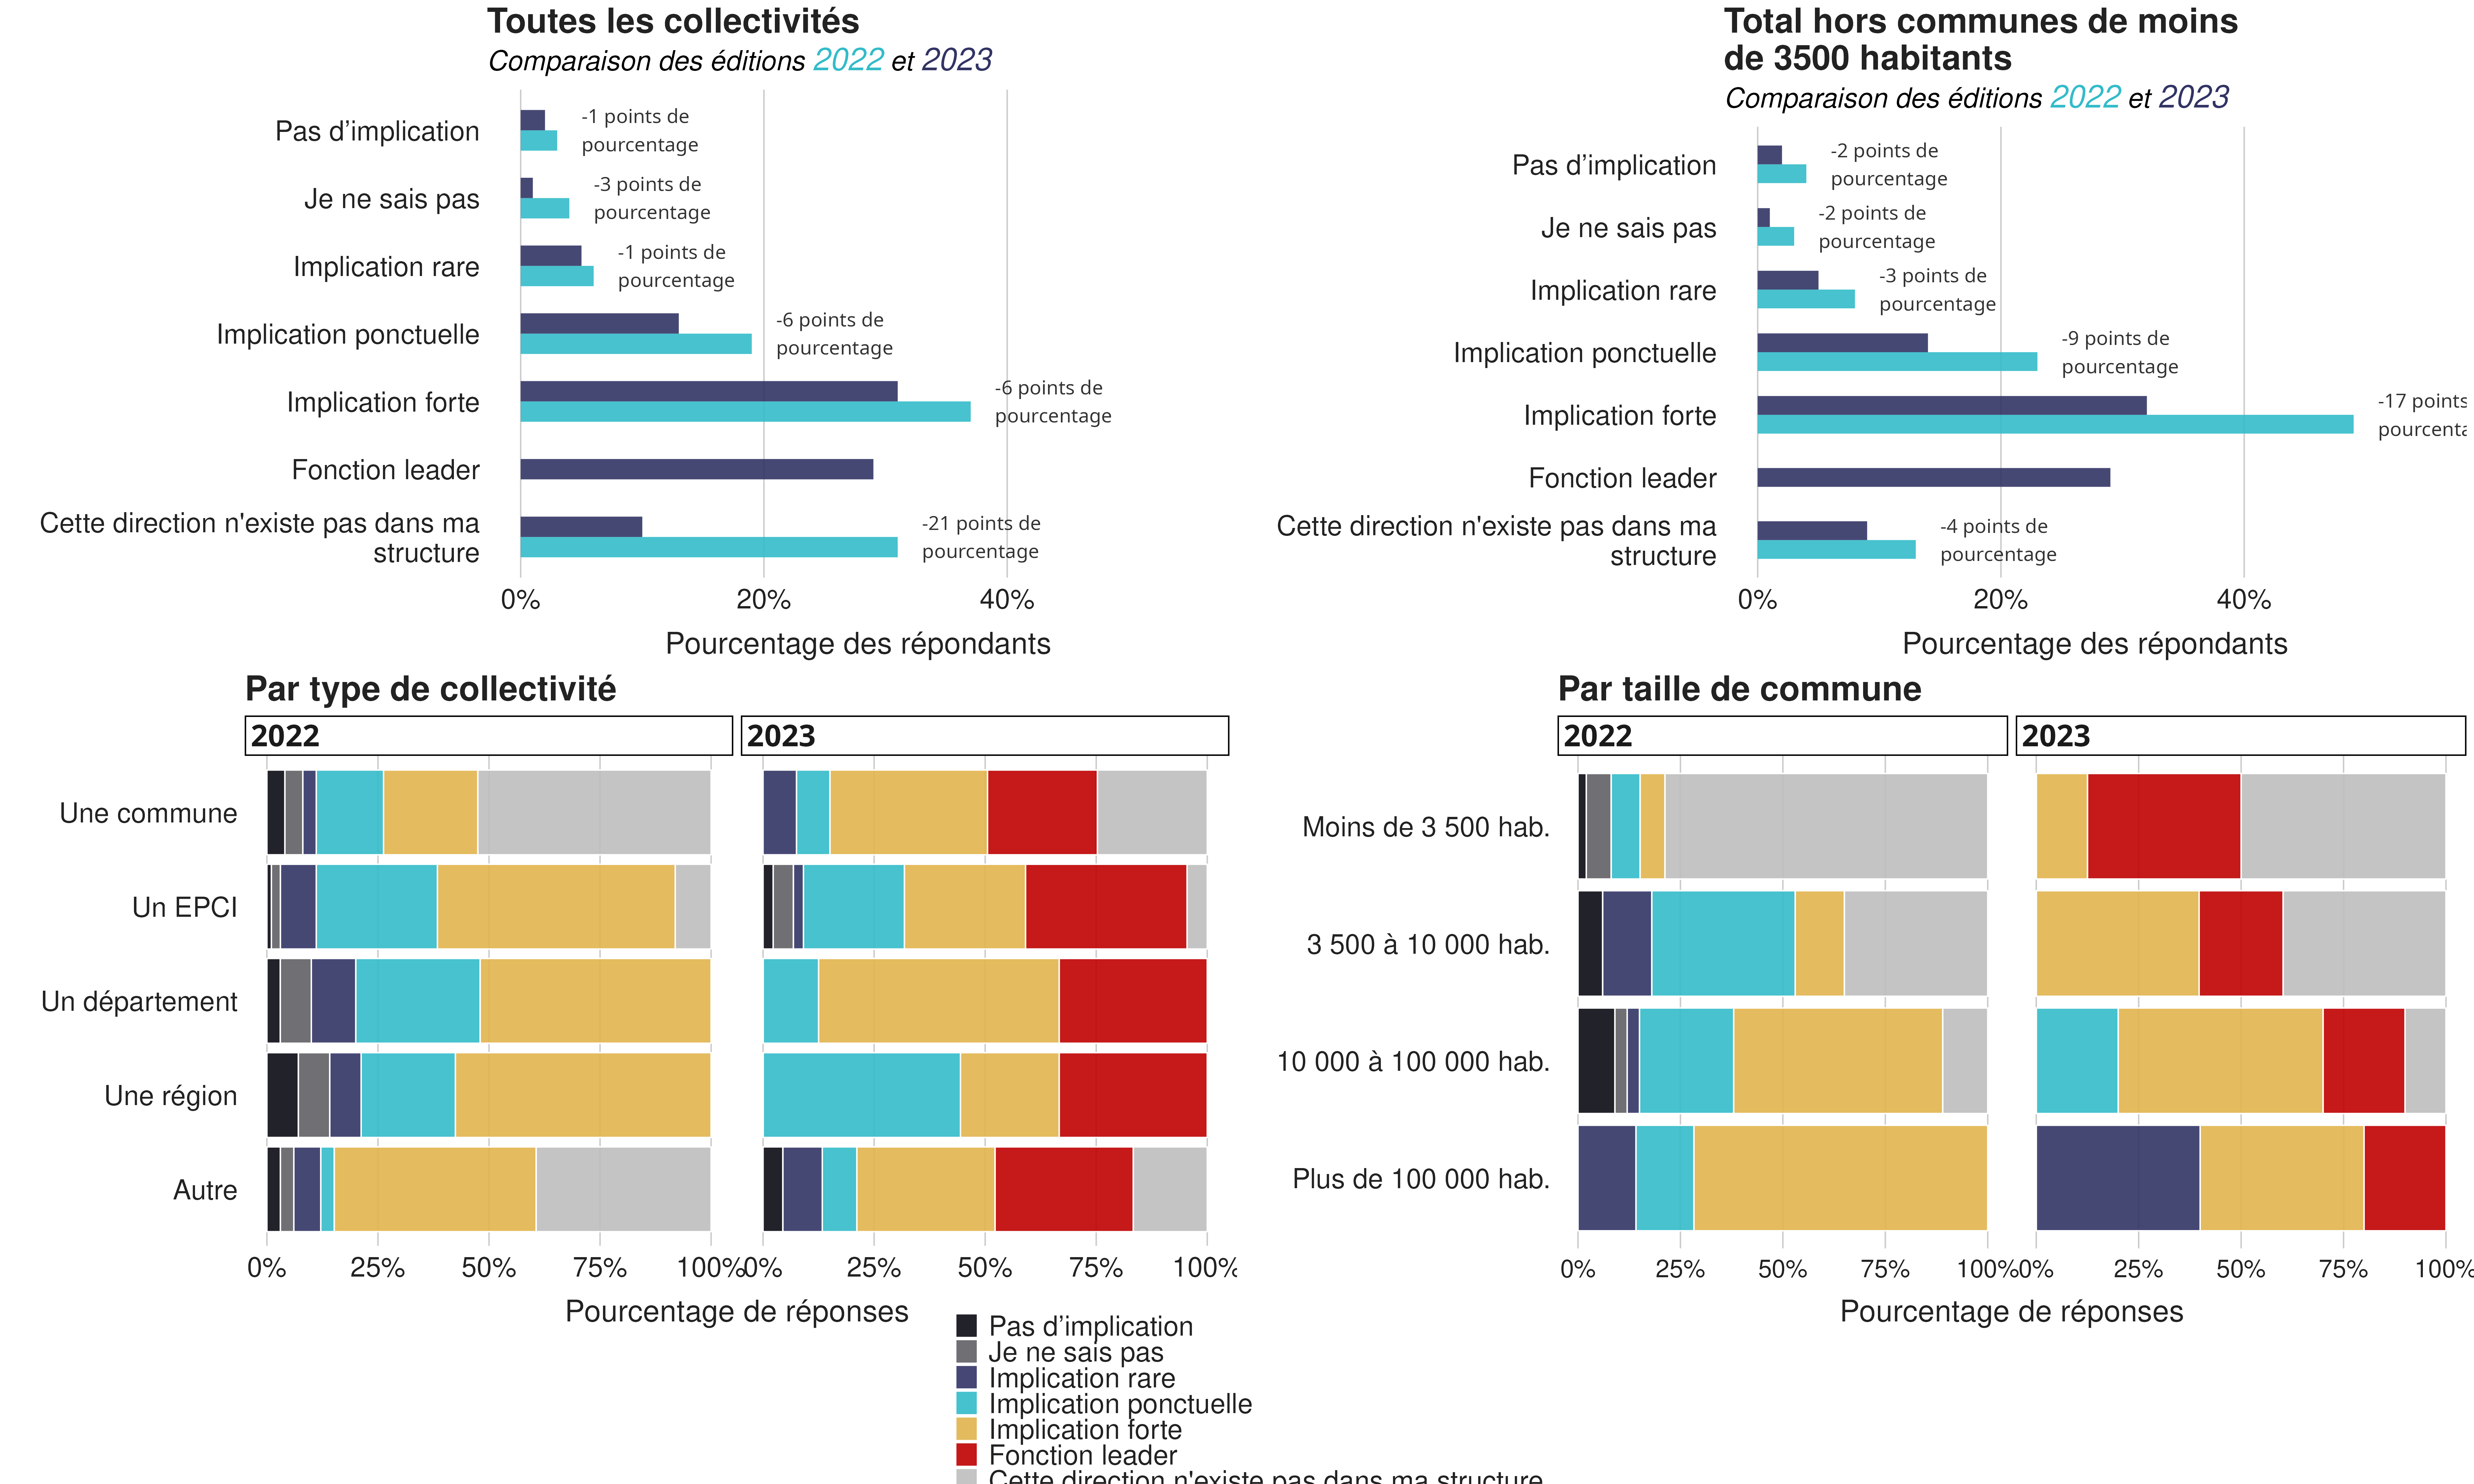 Toutes les collectivités
Comparaison des éditions 2022 et 2023
Pas d’implication
-1 points de
pourcentage
Je ne sais pas
-3 points de
pourcentage
Implication rare
-1 points de
pourcentage
Implication ponctuelle
-6 points de
pourcentage
Implication forte
-6 points de
pourcentage
Fonction leader
Cette direction n'existe pas dans ma
structure
-21 points de
pourcentage
0% 20% 40%
Pourcentage des répondants
Total hors communes de moins
de 3500 habitants
Comparaison des éditions 2022 et 2023
Pas d’implication
-2 points de
pourcentage
Je ne sais pas
-2 points de
pourcentage
Implication rare
-3 points de
pourcentage
Implication ponctuelle
-9 points de
pourcentage
Implication forte
-17 points
pourcenta
Fonction leader
Cette direction n'existe pas dans ma
structure
-4 points de
pourcentage
0% 20% 40%
Pourcentage des répondants
Par type de collectivité
2022 2023
Une commune
Un EPCI
Un département
Une région
Autre
0% 25% 50% 75% 100% 0% 25% 50% 75% 100%
Pourcentage de réponses
Par taille de commune
2022 2023
Moins de 3 500 hab.
3 500 à 10 000 hab.
10 000 à 100 000 hab.
Plus de 100 000 hab.
0% 25% 50% 75% 100% 0% 25% 50% 75% 100%
Pourcentage de réponses
Pas d’implication
Je ne sais pas
Implication rare
Implication ponctuelle
Implication forte
Fonction leader
Cette direction n'existe pas dans ma structure